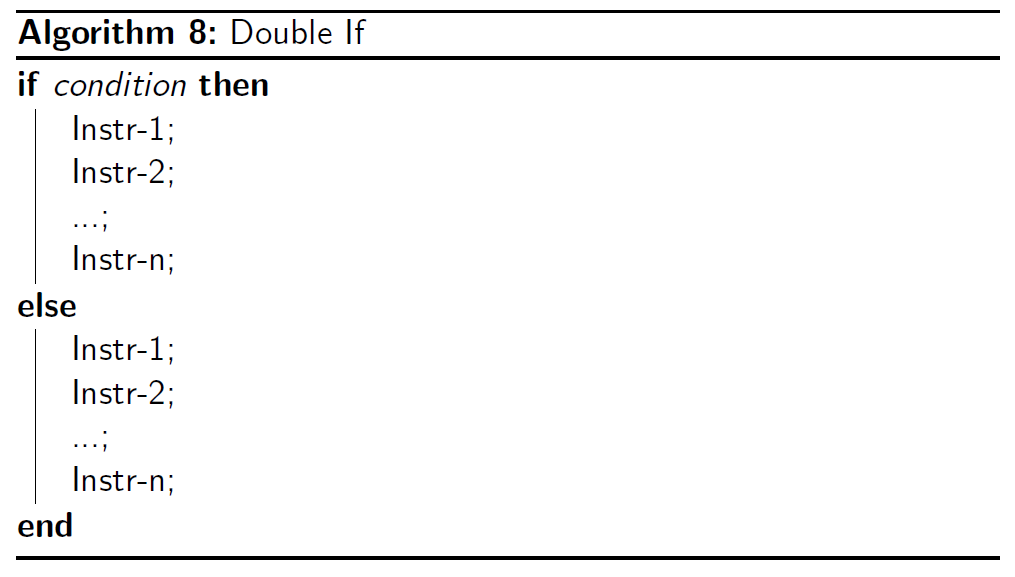 Algorithm 8: Double If
if condition then
Instr-1;
Instr-2;
...;
Instr-n;
else
Instr-1;
Instr-2;
...;
Instr-n;
end